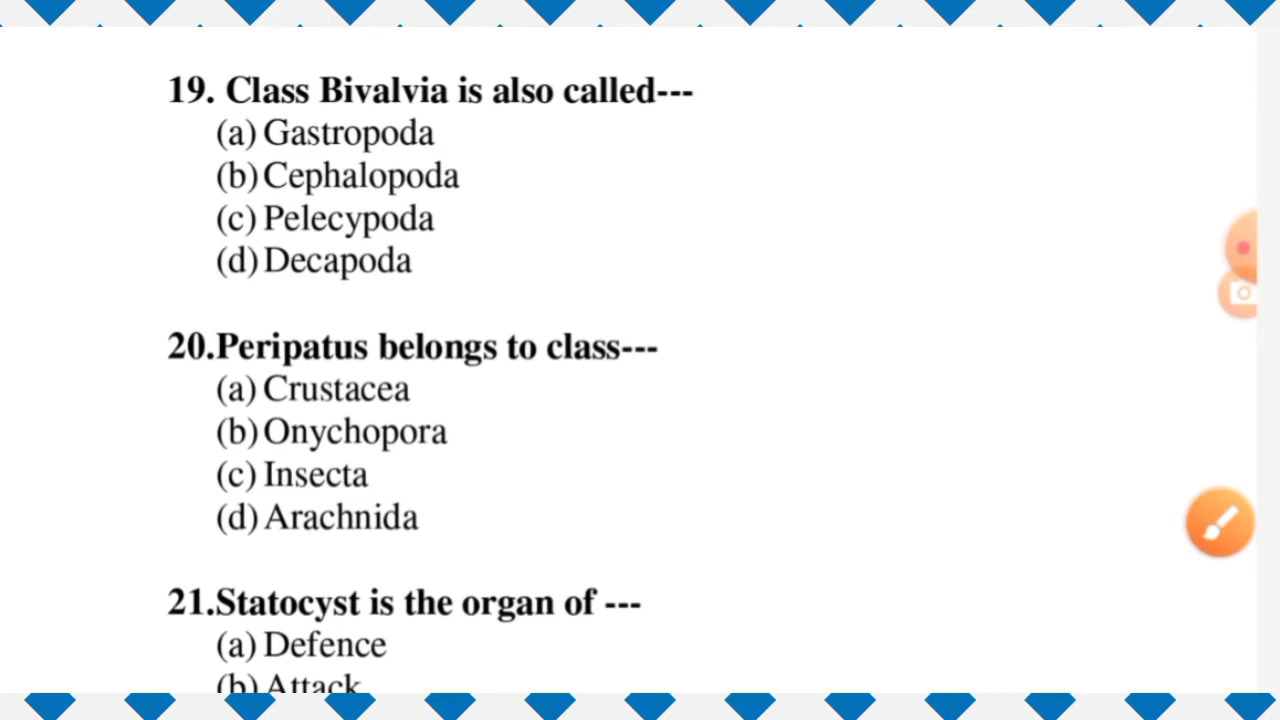 19. Class Bivalvia is also called---
(a) Gastropoda
(b) Cephalopoda
(c) Pelecypoda
(d) Decapoda
20.Peripatus belongs to class---
(a) Crustacea
(b) Onychopora
(c) Insecta
(d) Arachnida
21.Statocyst is the organ of ---
(a) Defence
(b) Attack